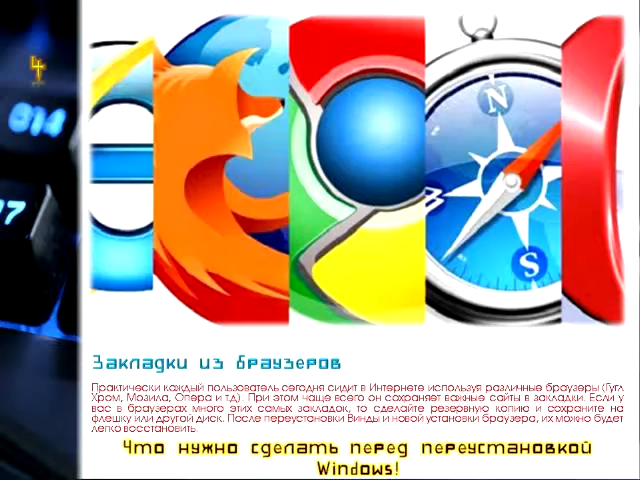 4
014
7
N
S
Закладки из браузеров
Практически каждый пользователь сегодня сидит в Интернете используя различные браузеры (Гугл
Хром, Мозила, Опера и т.д). При этом чаще всего он сохраняет важные сайты в закладки. Если у
вас в браузерах много этих самых закладок, то сделайте резервную копию и сохраните на
флешку или другой диск. После переустановки Винды и новой установки браузера, их можно будет
легко восстановить.
Что нужно сделать перед переустановкой
Windows!